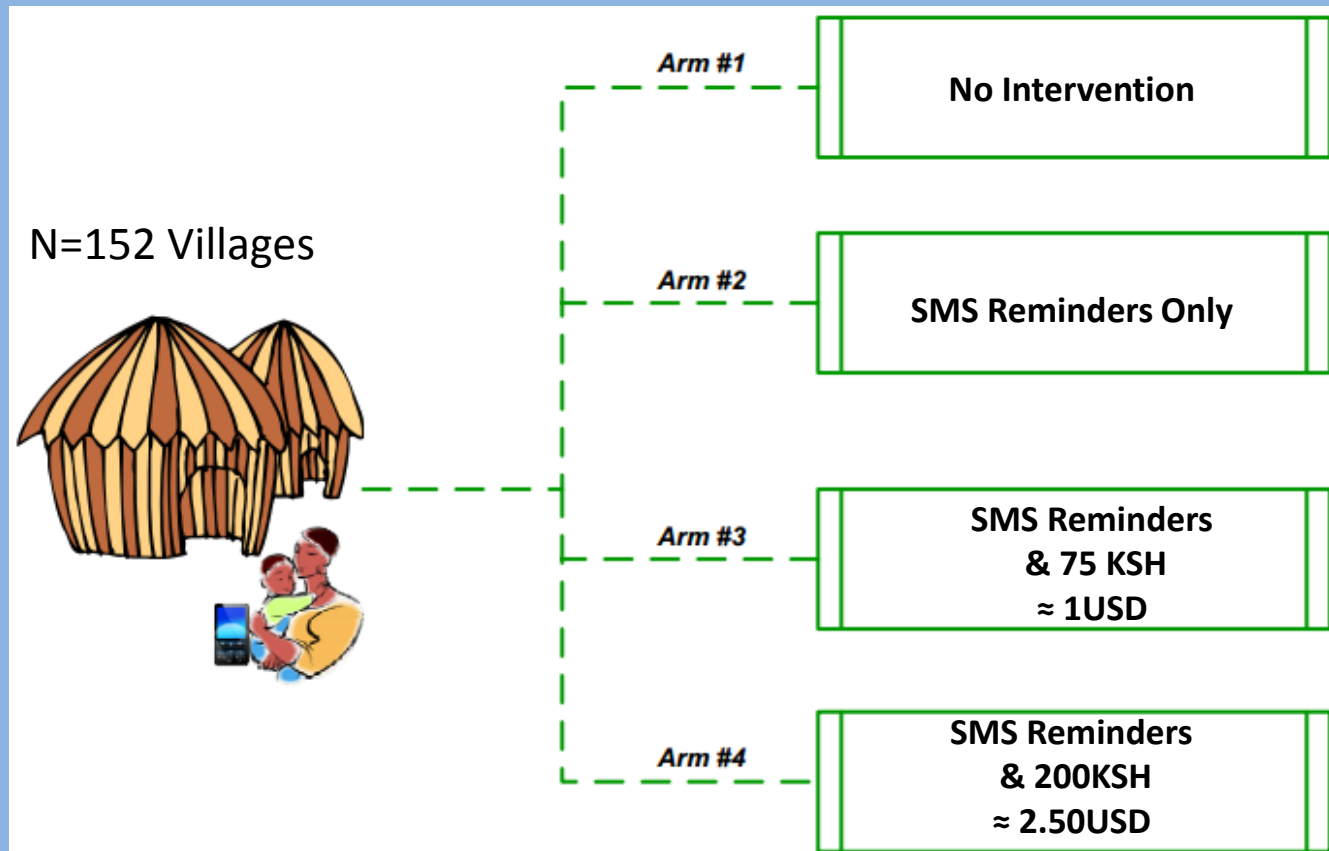 N=152 Villages
Arm #1
No Intervention
Arm #2
SMS Reminders Only
Arm #3
SMS Reminders
& 75 KSH
≈ 1USD
Arm #4
SMS Reminders
& 200KSH
≈ 2.50USD